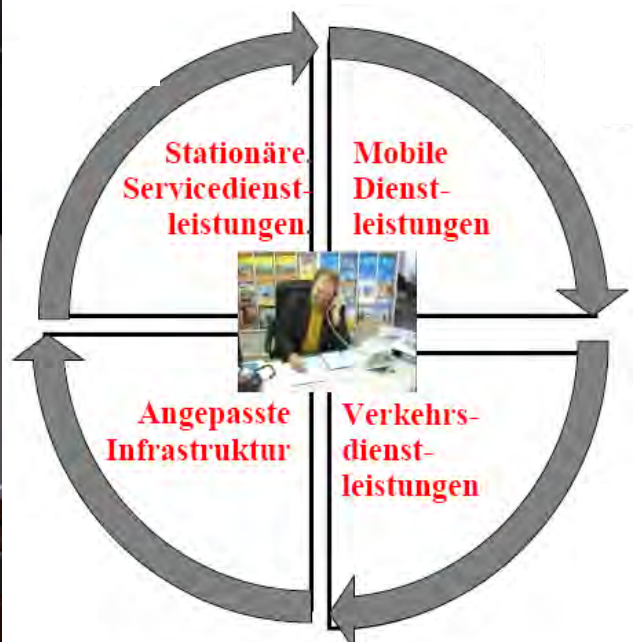 Stationäre
Servicedienst-
leistungen
Mobile
Dienst-
leistungen
Angepasste
Infrastruktur
Verkehrs-
dienst-
leistungen